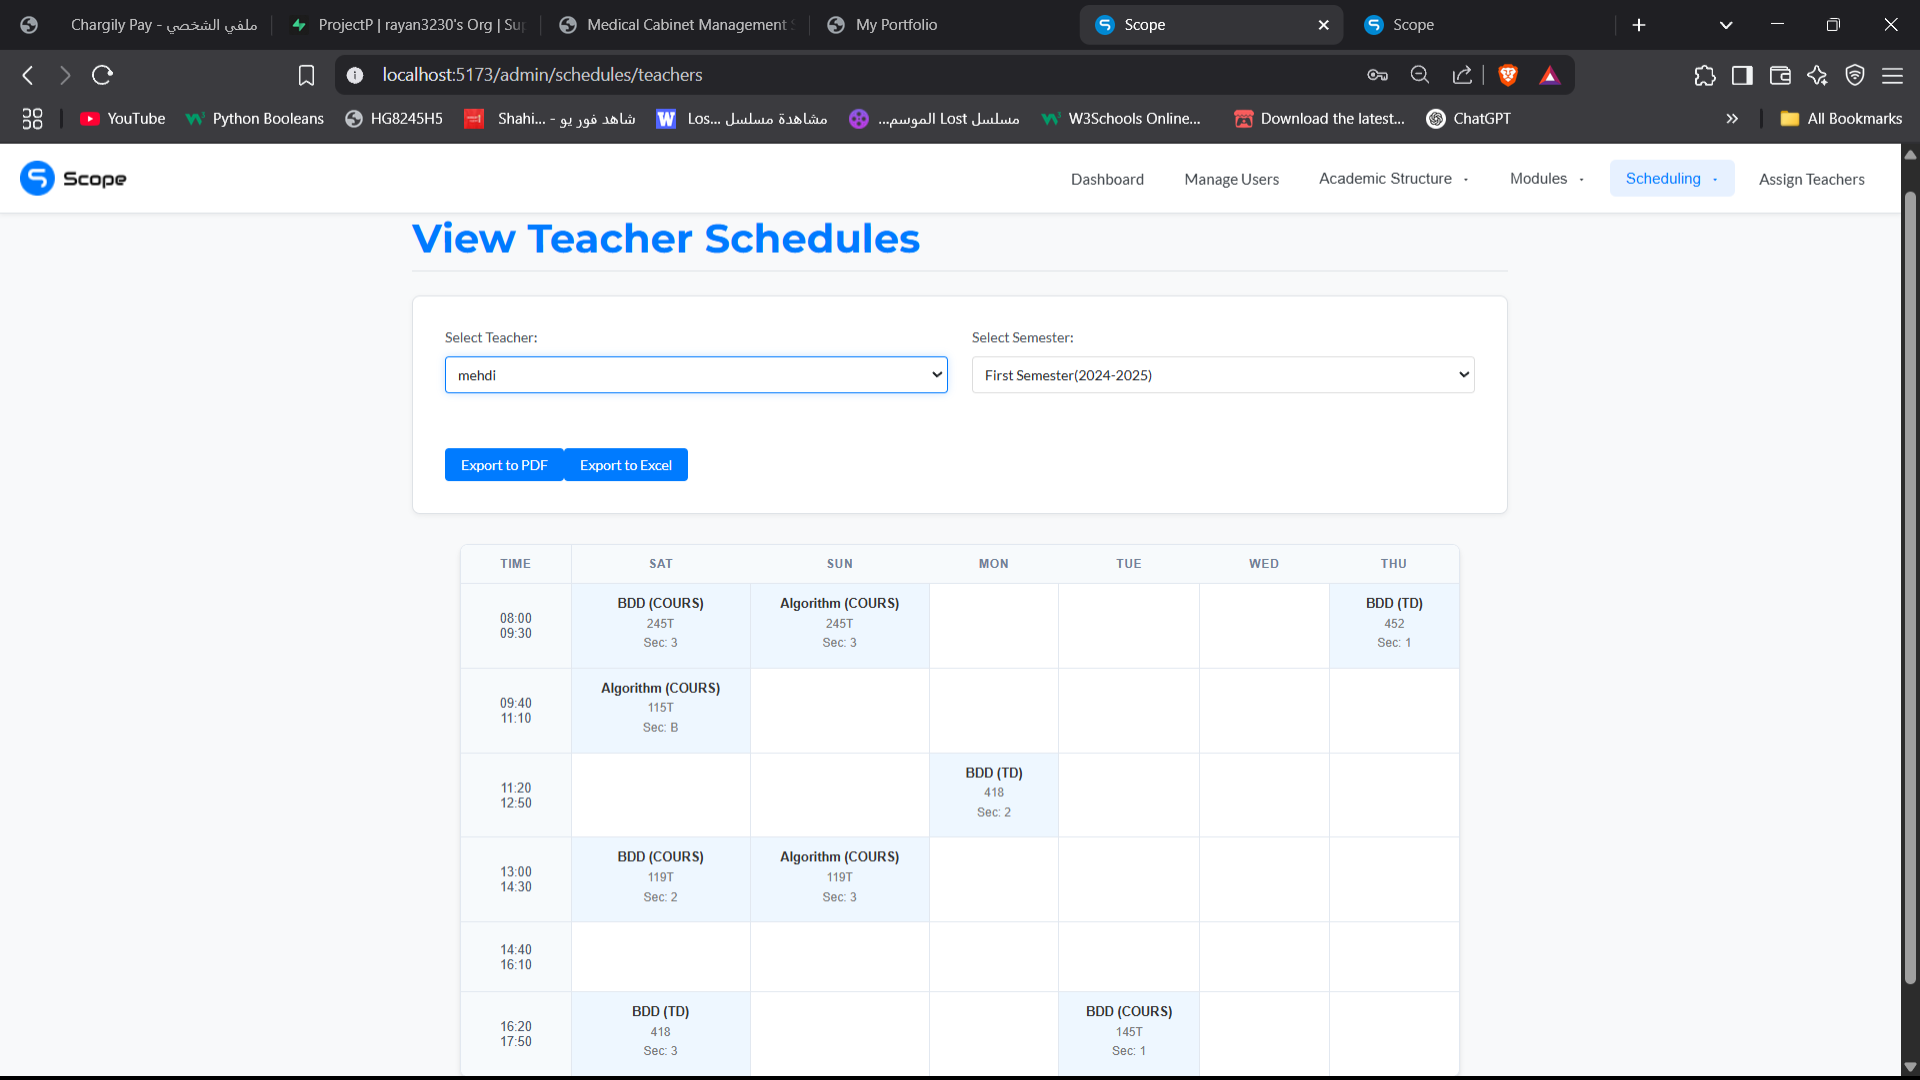 Chargily Pay - ملفي الشخصي
ProjectP | rayan3230's Org | Su
Medical Cabinet Management
My Portfolio
Scope
Scope
localhost:5173/admin/schedules/teachers
YouTube
Python Booleans
HG8245H5
Shahi... - شاهد فور يو
Los... مشاهدة مسلسل
...مسلسل Lost الموسم
W3Schools Online...
Download the latest...
ChatGPT
All Bookmarks
Scope
Dashboard
Manage Users
Academic Structure
Modules
Scheduling
Assign Teachers
View Teacher Schedules
Select Teacher:
Select Semester:
mehdi
First Semester(2024-2025)
Export to PDF
Export to Excel
TIME SAT SUN MON TUE WED THU
08:00
09:30
BDD (COURS)
245T
Sec: 3
Algorithm (COURS)
245T
Sec: 3
BDD (TD)
452
Sec: 1
09:40
11:10
Algorithm (COURS)
115T
Sec: B
11:20
12:50
BDD (TD)
418
Sec: 2
13:00
14:30
BDD (COURS)
119T
Sec: 2
Algorithm (COURS)
119T
Sec: 3
14:40
16:10
16:20
17:50
BDD (TD)
418
Sec: 3
BDD (COURS)
145T
Sec: 1